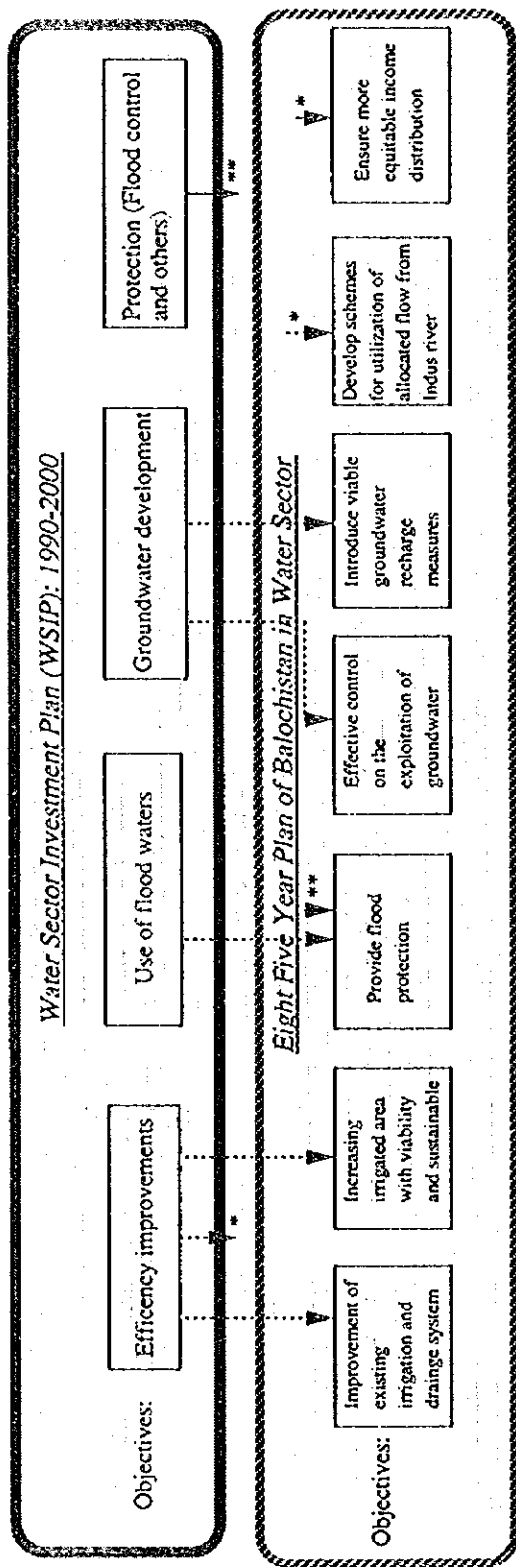 Water Sector Investment Plan (WSIP): 1990-2000
Objectives:
Efficency improvements
Use of flood waters
Groundwater development
Protection (Flood control
and others)
*
**
Eight Five Year Plan of Balochistan in Water Sector
**
*
*
Objectives:
Improvement of
existing
irrigation and
drainge system
Increasing
irrigated area
with viability
and sustainable
Provide flood
protection
Effective control
on the
exploitation of
groundwater
Introduce viable
groundwater
recharge
measures
Develop schemes
for utilization of
allocated flow from
Indus river
Ensure more
equitable income
distribution